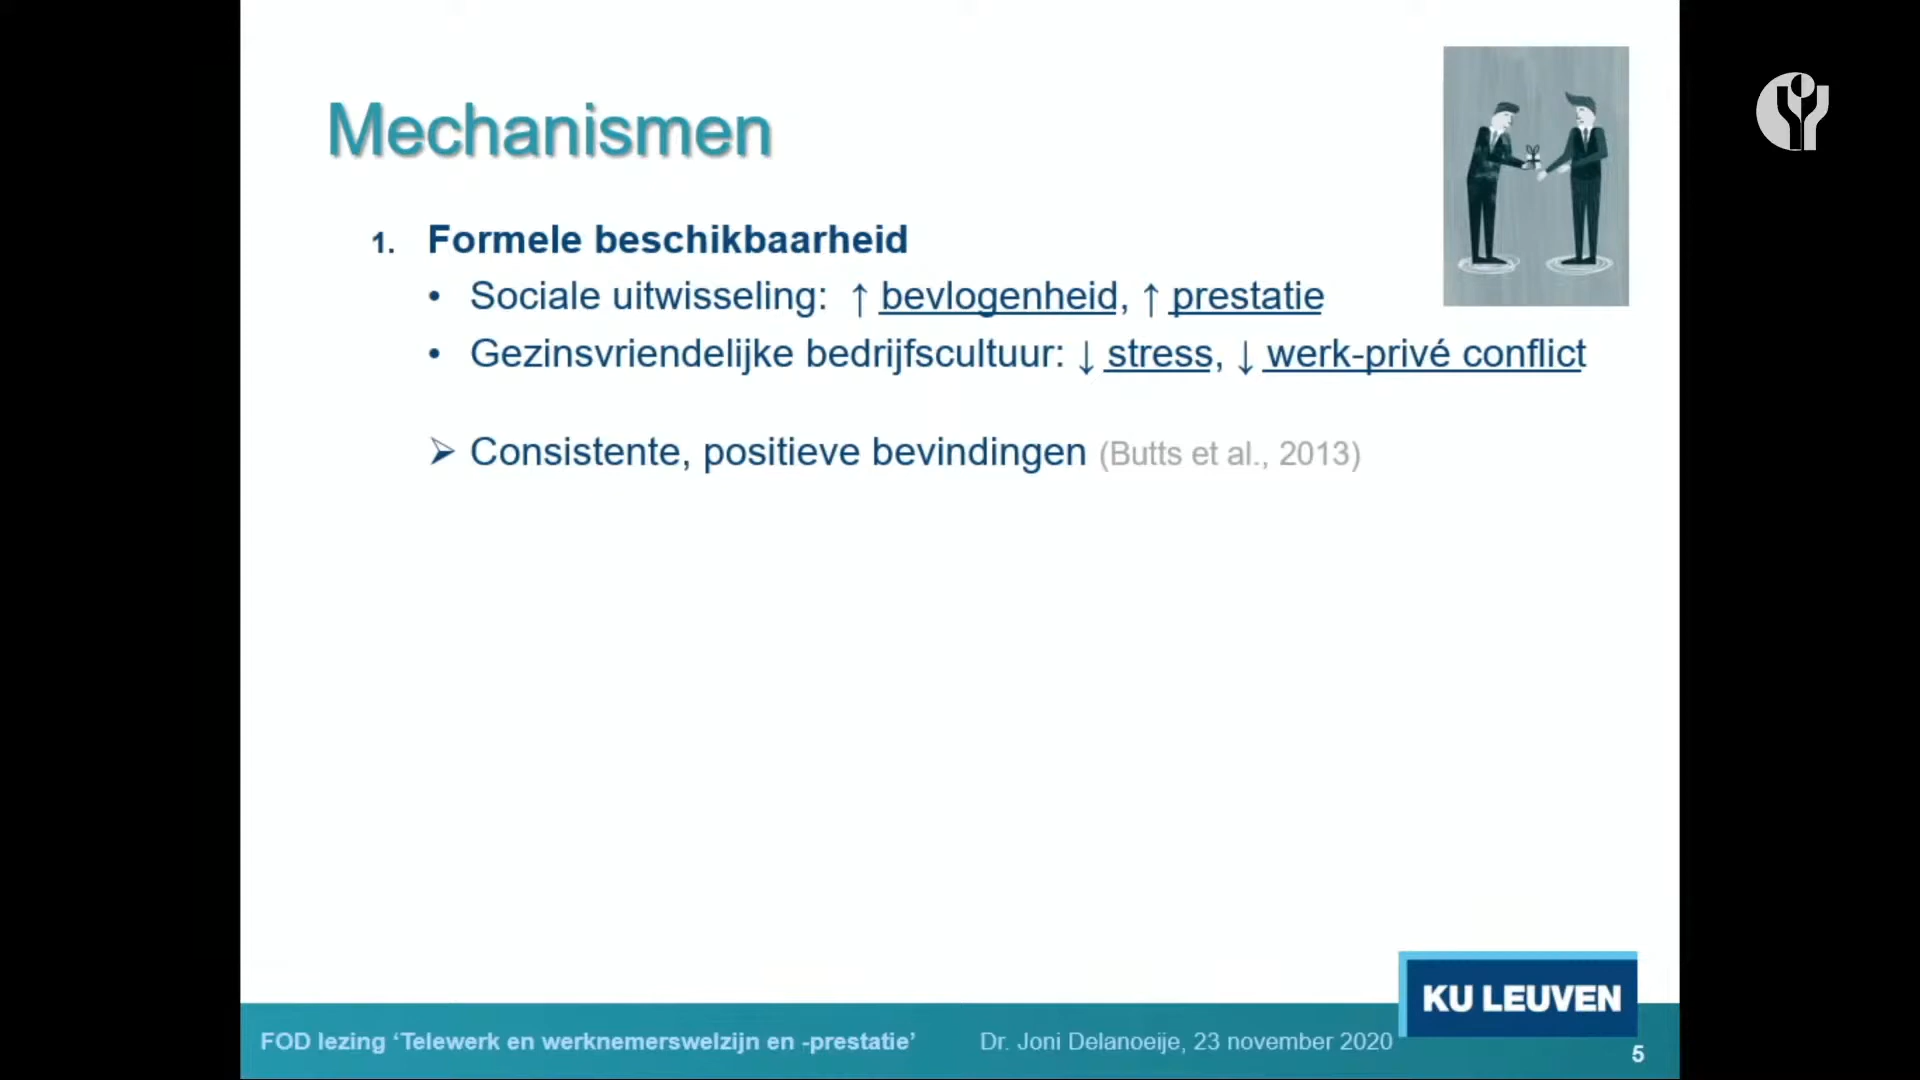 Mechanismen
1. Formele beschikbaarheid
• Sociale uitwisseling: ↑ bevlogenheid, ↑ prestatie
• Gezinsvriendelijke bedrijfscultuur: ↓ stress, ↓ werk-privé conflict
➢ Consistente, positieve bevindingen (Butts et al., 2013)
KU LEUVEN
FOD lezing ‘Telewerk en werknemerswelzijn en -prestatie’ Dr. Joni Delanoeije, 23 november 2020
5